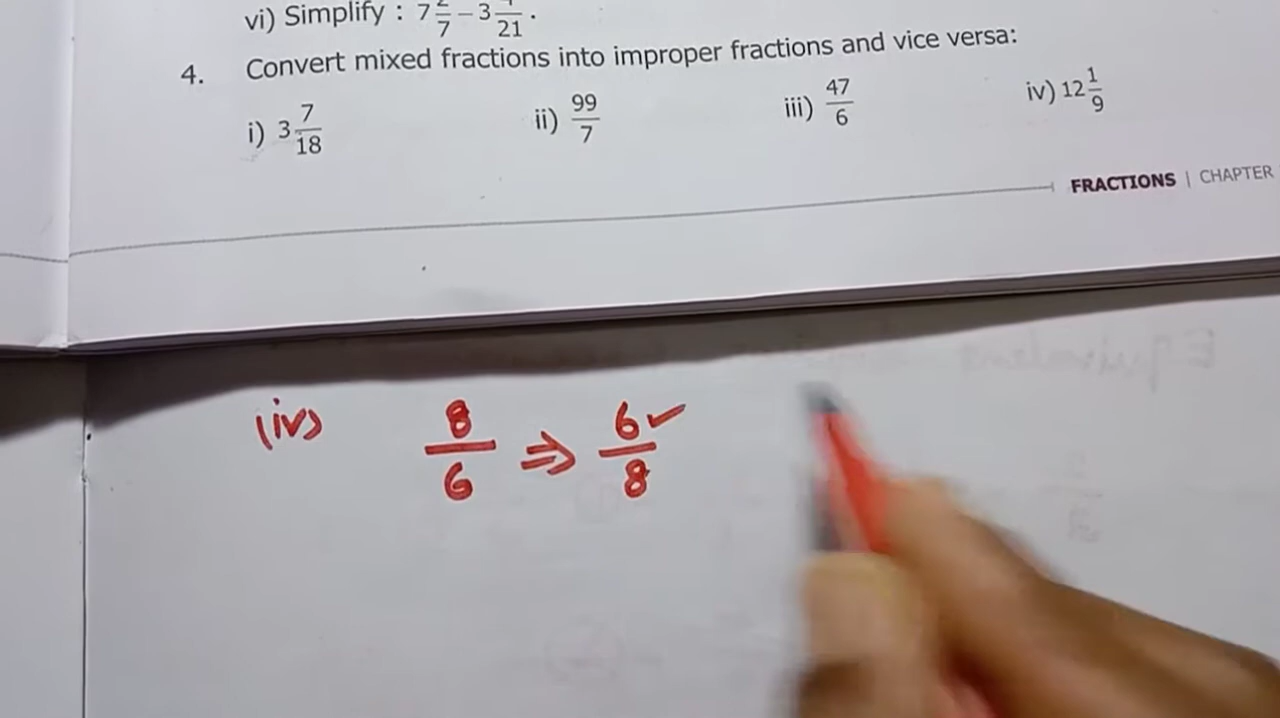 vi) Simplify : 7 2/7 − 3 1/21 .
4. Convert mixed fractions into improper fractions and vice versa:
i) 3 7/18 ii) 99/7 iii) 47/6 iv) 12 1/9
FRACTIONS | CHAPTER
(iv) 8/6 ⇒ 6/8 ✓